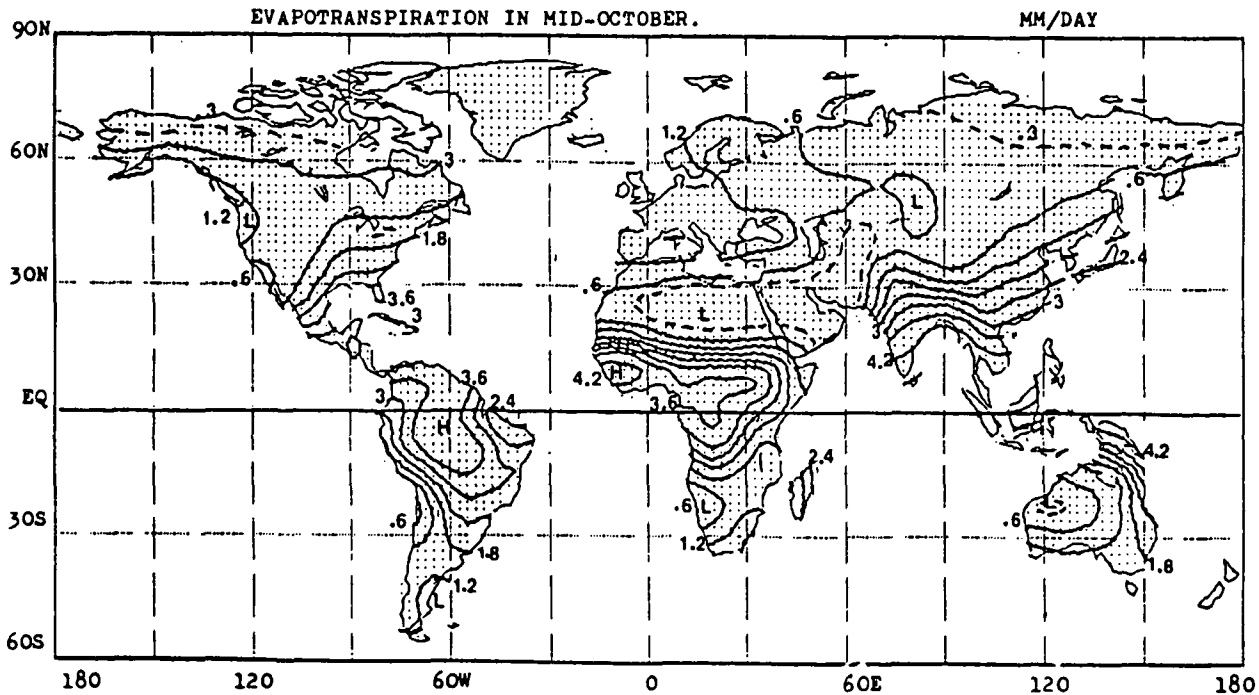 EVAPOTRANSPIRATION IN MID-OCTOBER. MM/DAY
90N
.3 1.2 .6 .3
60N
.3 .6
1.2 L L
1.8
30N .6 2.4
.6 3.6 L 3
3 3
4.2 H 4.2
3.6
EQ 3 2.4 3.6
H
4.2
2.4
30S .6 .6 L L .6
1.8 1.2 1.8
1.2
L
60S
180 120 60W 0 60E 120 180